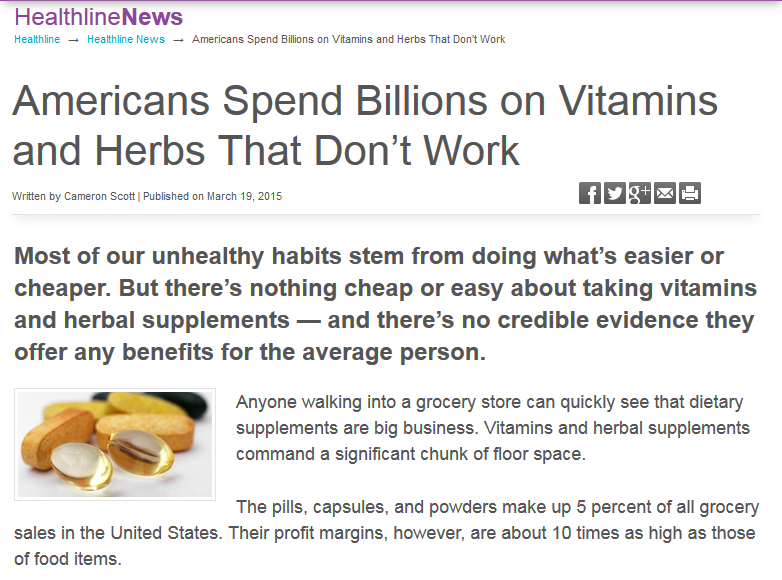 HealthlineNews
Healthline → Healthline News → Americans Spend Billions on Vitamins and Herbs That Don't Work
Americans Spend Billions on Vitamins
and Herbs That Don’t Work
Written by Cameron Scott | Published on March 19, 2015
f g+
Most of our unhealthy habits stem from doing what’s easier or
cheaper. But there’s nothing cheap or easy about taking vitamins
and herbal supplements — and there’s no credible evidence they
offer any benefits for the average person.
Anyone walking into a grocery store can quickly see that dietary
supplements are big business. Vitamins and herbal supplements
command a significant chunk of floor space.
The pills, capsules, and powders make up 5 percent of all grocery
sales in the United States. Their profit margins, however, are about 10 times as high as those
of food items.